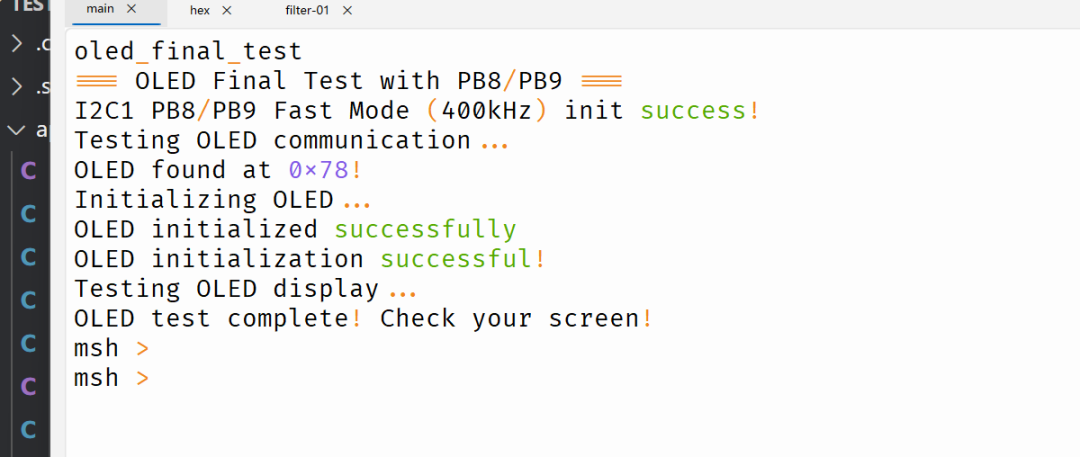 TEST
main
hex
filter-01
.c
.s
a
oled_final_test
=== OLED Final Test with PB8/PB9 ===
I2C1 PB8/PB9 Fast Mode (400kHz) init success!
Testing OLED communication...
OLED found at 0x78!
Initializing OLED...
OLED initialized successfully
OLED initialization successful!
Testing OLED display...
OLED test complete! Check your screen!
msh >
msh >
C
C
C
C
C
C
C